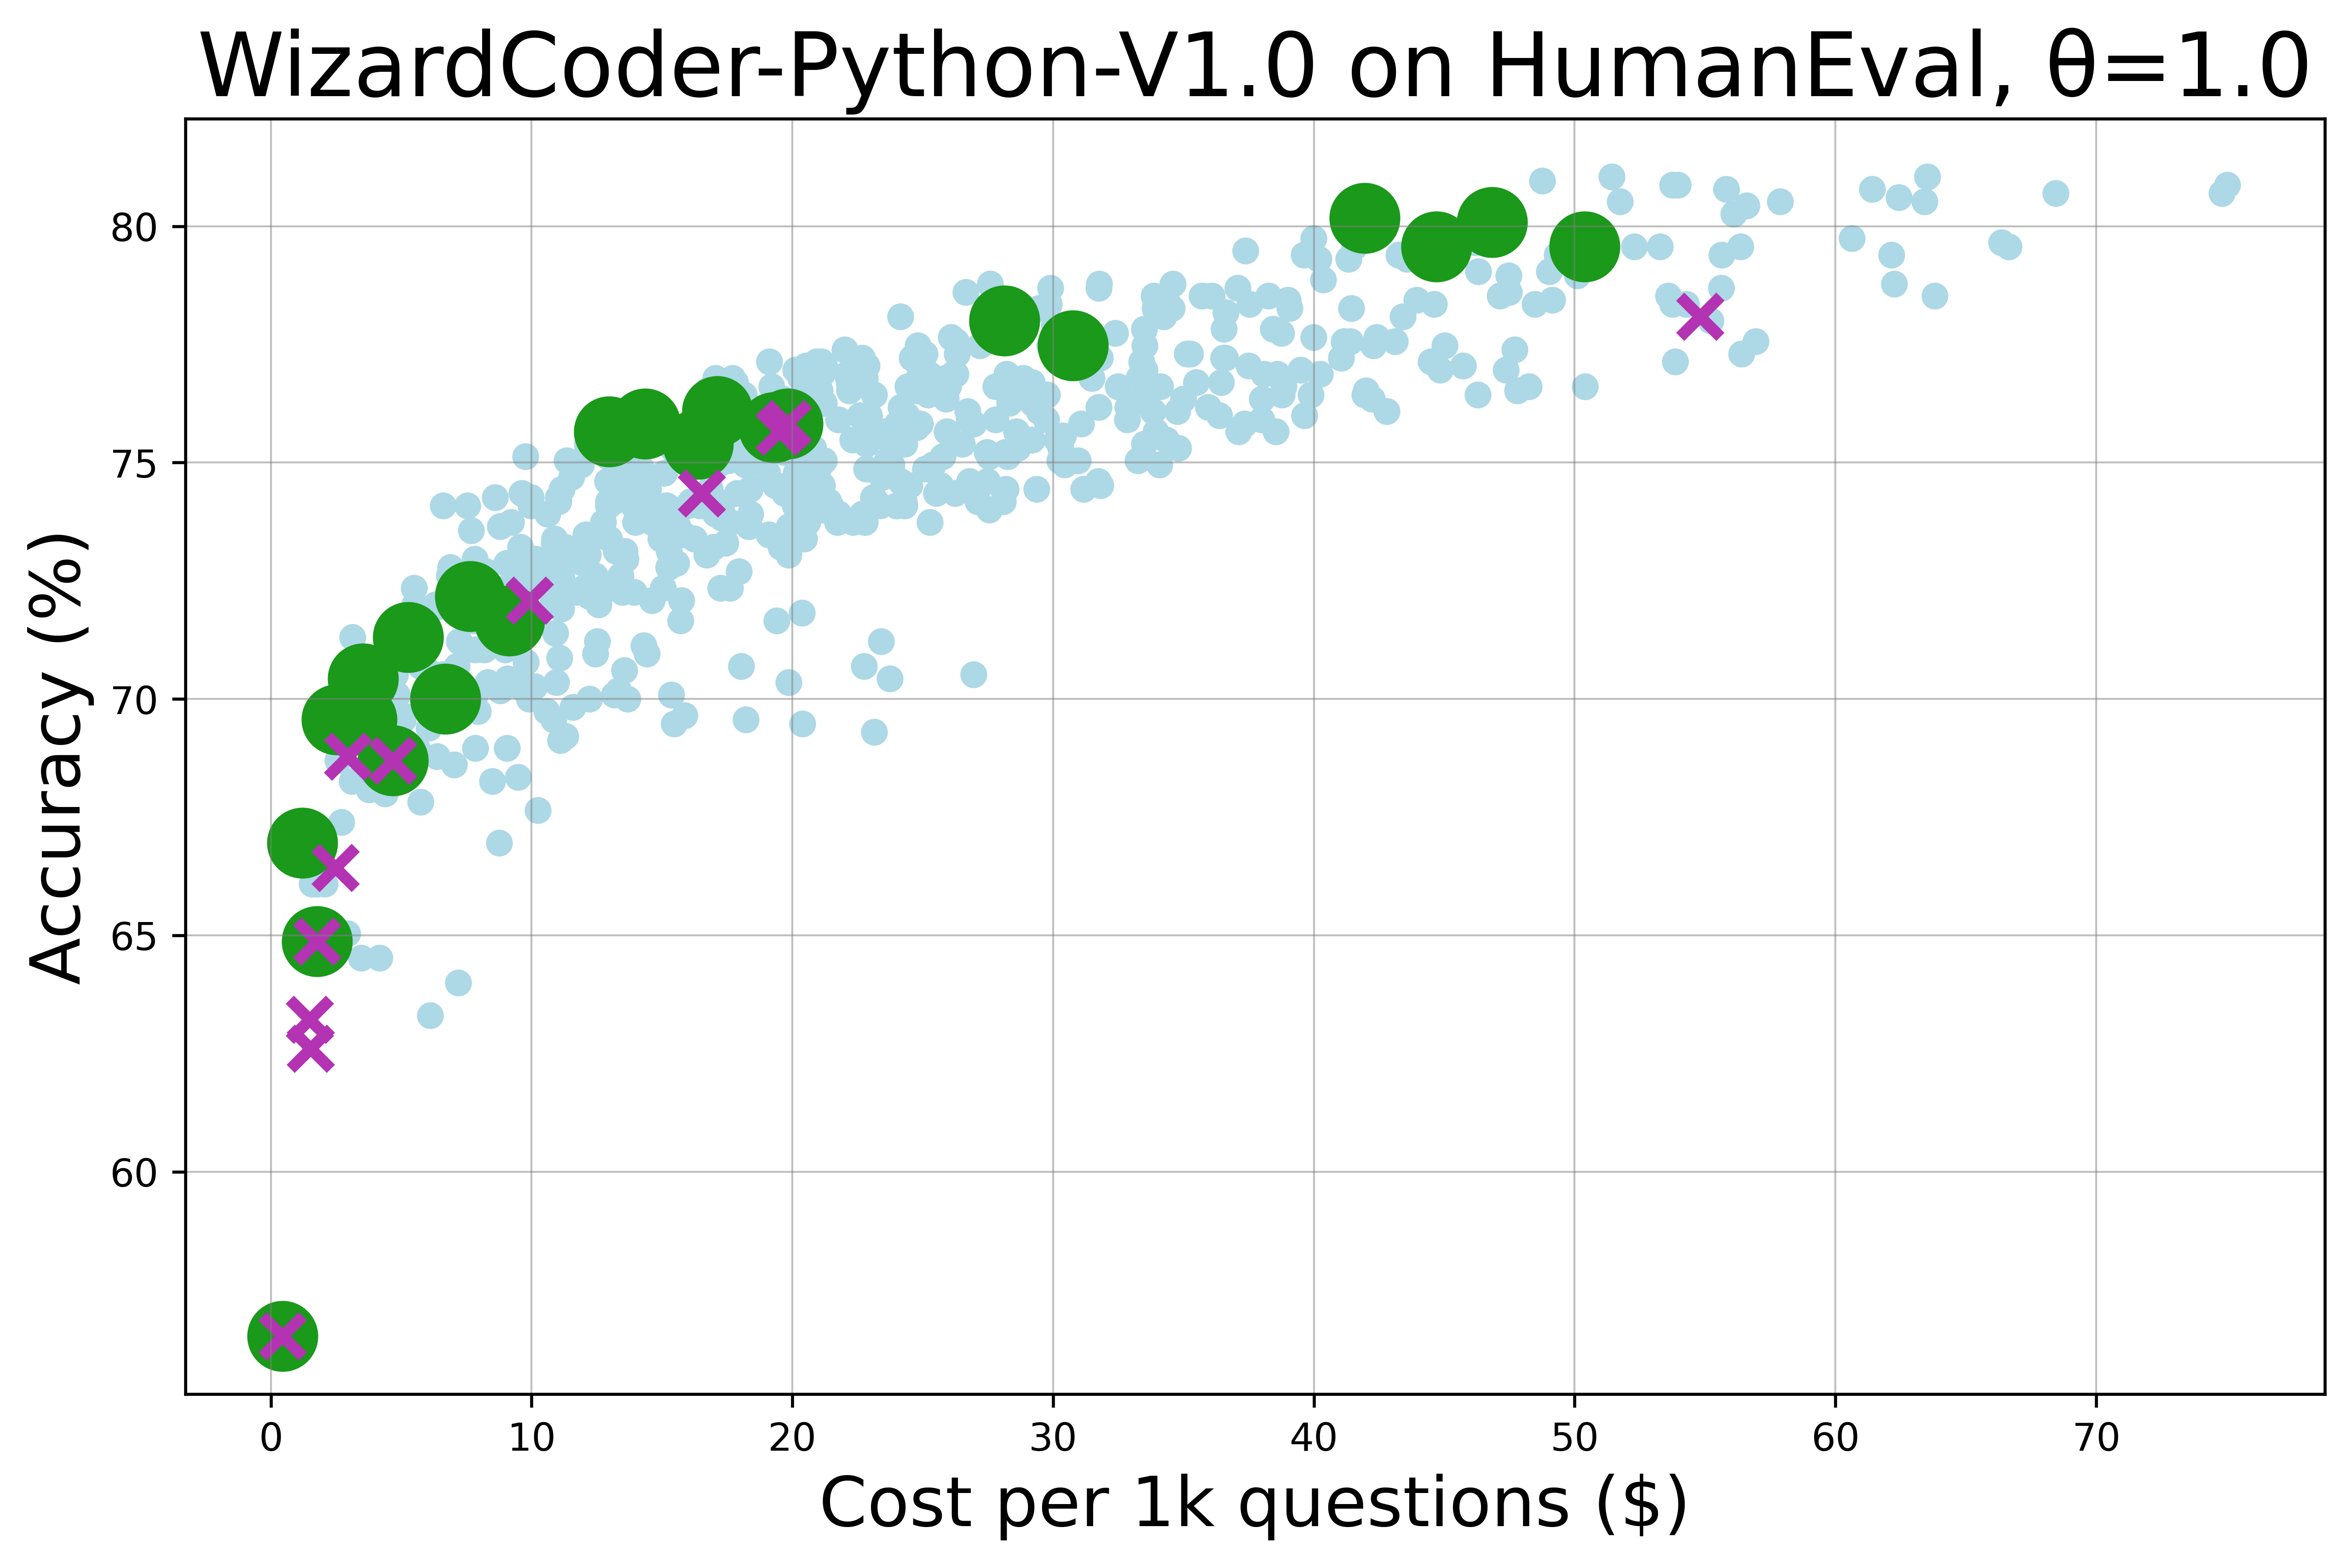 WizardCoder-Python-V1.0 on HumanEval, θ=1.0
Accuracy (%)
80
75
70
65
60
0 10 20 30 40 50 60 70
Cost per 1k questions ($)